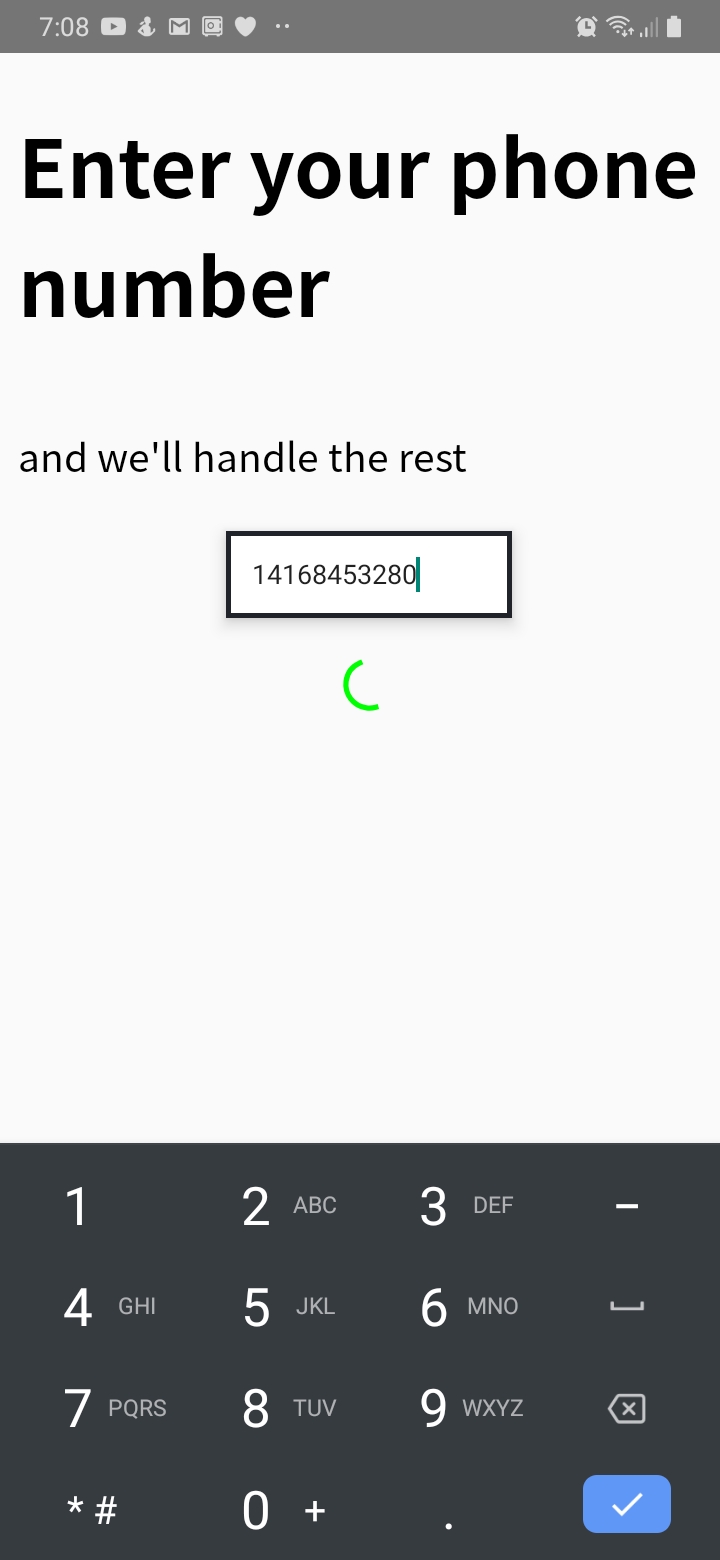 7:08
Enter your phone
number
and we'll handle the rest
14168453280
1 2 ABC 3 DEF –
4 GHI 5 JKL 6 MNO
7 PQRS 8 TUV 9 WXYZ
* # 0 + .